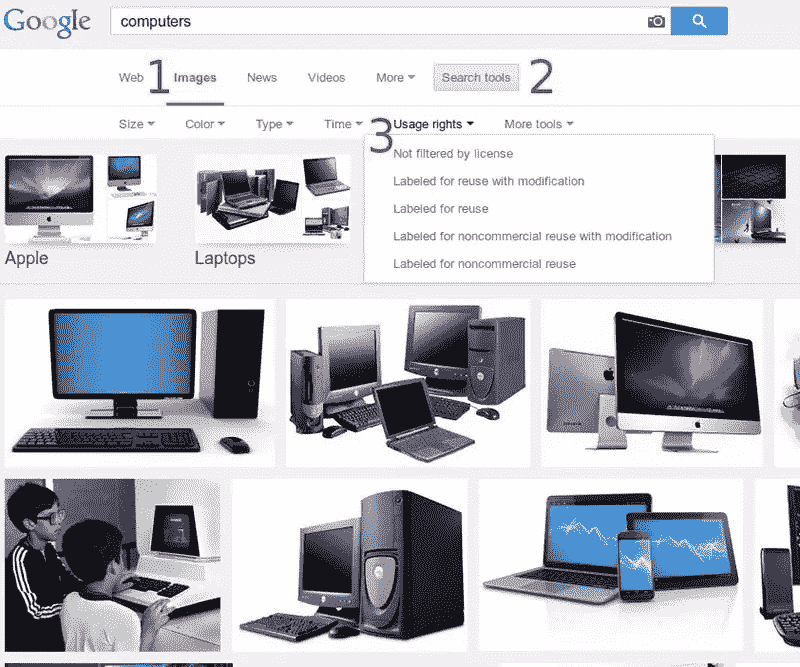 Google computers
Web 1 Images News Videos More Search tools 2
Size Color Type Time 3 Usage rights More tools
Not filtered by license
Labeled for reuse with modification
Labeled for reuse
Labeled for noncommercial reuse with modification
Labeled for noncommercial reuse
Apple Laptops